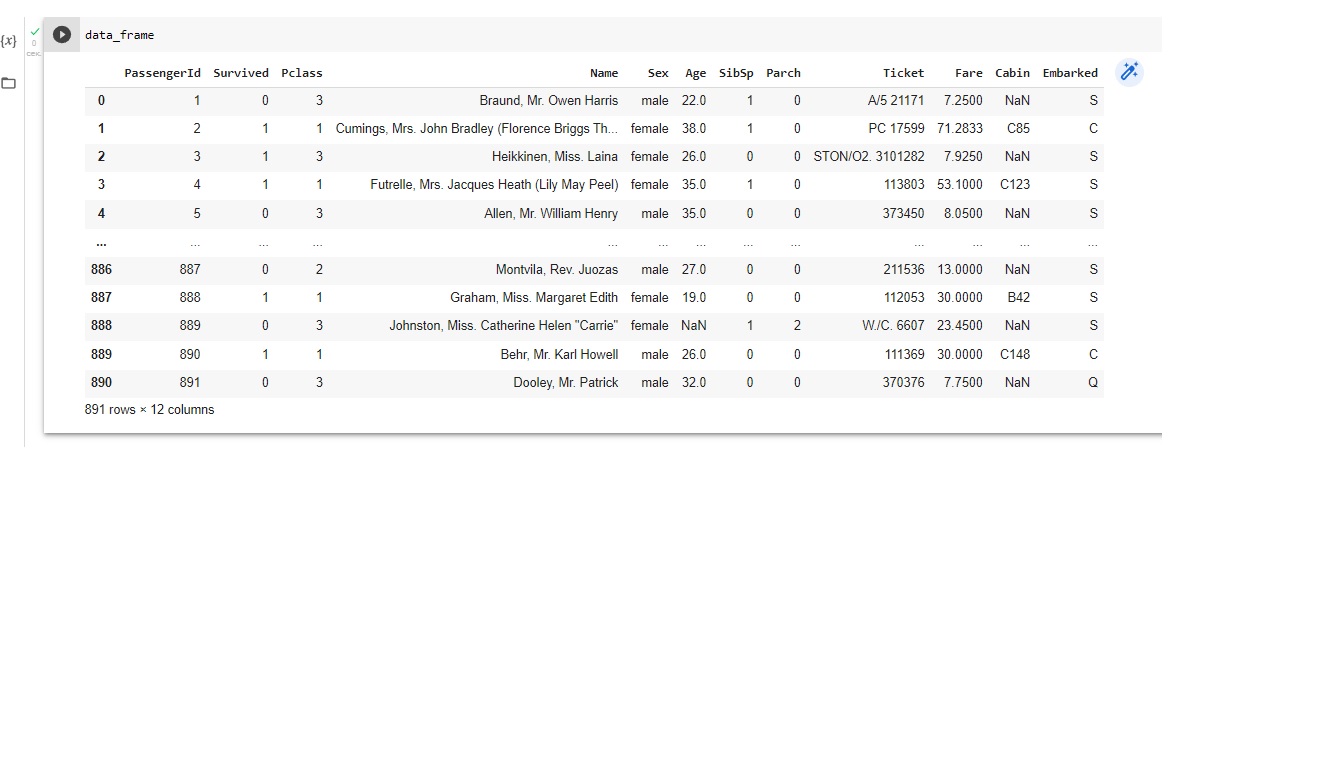 {x}
0
сек.
data_frame
PassengerId Survived Pclass Name Sex Age SibSp Parch Ticket Fare Cabin Embarked
0 1 0 3 Braund, Mr. Owen Harris male 22.0 1 0 A/5 21171 7.2500 NaN S
1 2 1 1 Cumings, Mrs. John Bradley (Florence Briggs Th... female 38.0 1 0 PC 17599 71.2833 C85 C
2 3 1 3 Heikkinen, Miss. Laina female 26.0 0 0 STON/O2. 3101282 7.9250 NaN S
3 4 1 1 Futrelle, Mrs. Jacques Heath (Lily May Peel) female 35.0 1 0 113803 53.1000 C123 S
4 5 0 3 Allen, Mr. William Henry male 35.0 0 0 373450 8.0500 NaN S
... ... ... ... ... ... ... ... ... ... ... ... ...
886 887 0 2 Montvila, Rev. Juozas male 27.0 0 0 211536 13.0000 NaN S
887 888 1 1 Graham, Miss. Margaret Edith female 19.0 0 0 112053 30.0000 B42 S
888 889 0 3 Johnston, Miss. Catherine Helen "Carrie" female NaN 1 2 W./C. 6607 23.4500 NaN S
889 890 1 1 Behr, Mr. Karl Howell male 26.0 0 0 111369 30.0000 C148 C
890 891 0 3 Dooley, Mr. Patrick male 32.0 0 0 370376 7.7500 NaN Q
891 rows × 12 columns